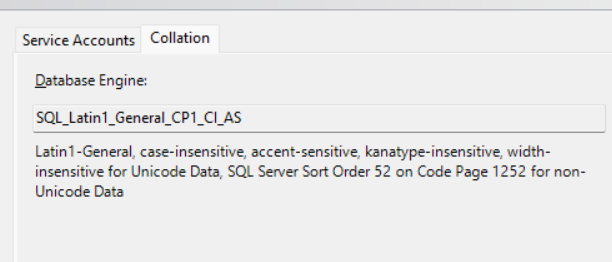 Service Accounts Collation
Database Engine:
SQL_Latin1_General_CP1_CI_AS
Latin1-General, case-insensitive, accent-sensitive, kanatype-insensitive, width-
insensitive for Unicode Data, SQL Server Sort Order 52 on Code Page 1252 for non-
Unicode Data